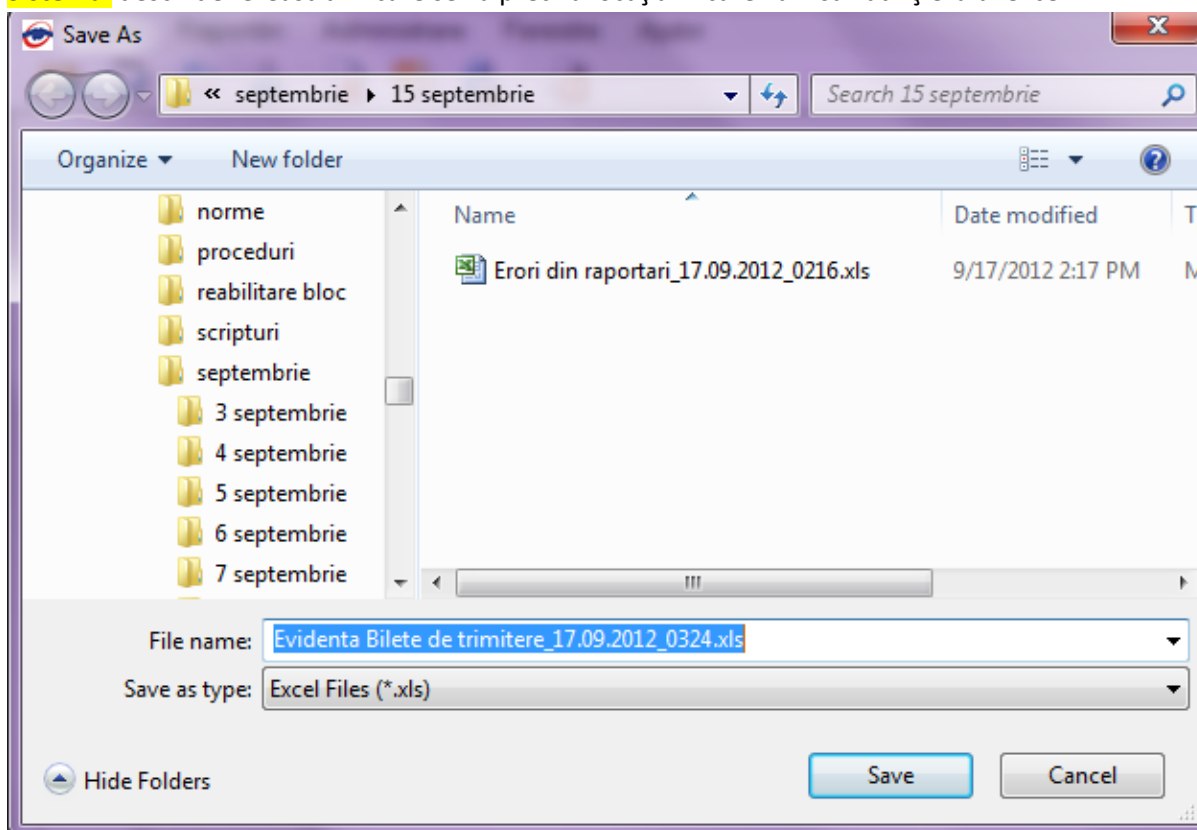 Save As
« septembrie ▸ 15 septembrie
Search 15 septembrie
Organize
New folder
norme
proceduri
reabilitare bloc
scripturi
septembrie
3 septembrie
4 septembrie
5 septembrie
6 septembrie
7 septembrie
Name Date modified T
Erori din raportari_17.09.2012_0216.xls 9/17/2012 2:17 PM
File name: Evidenta Bilete de trimitere_17.09.2012_0324.xls
Save as type: Excel Files (*.xls)
Hide Folders
Save
Cancel